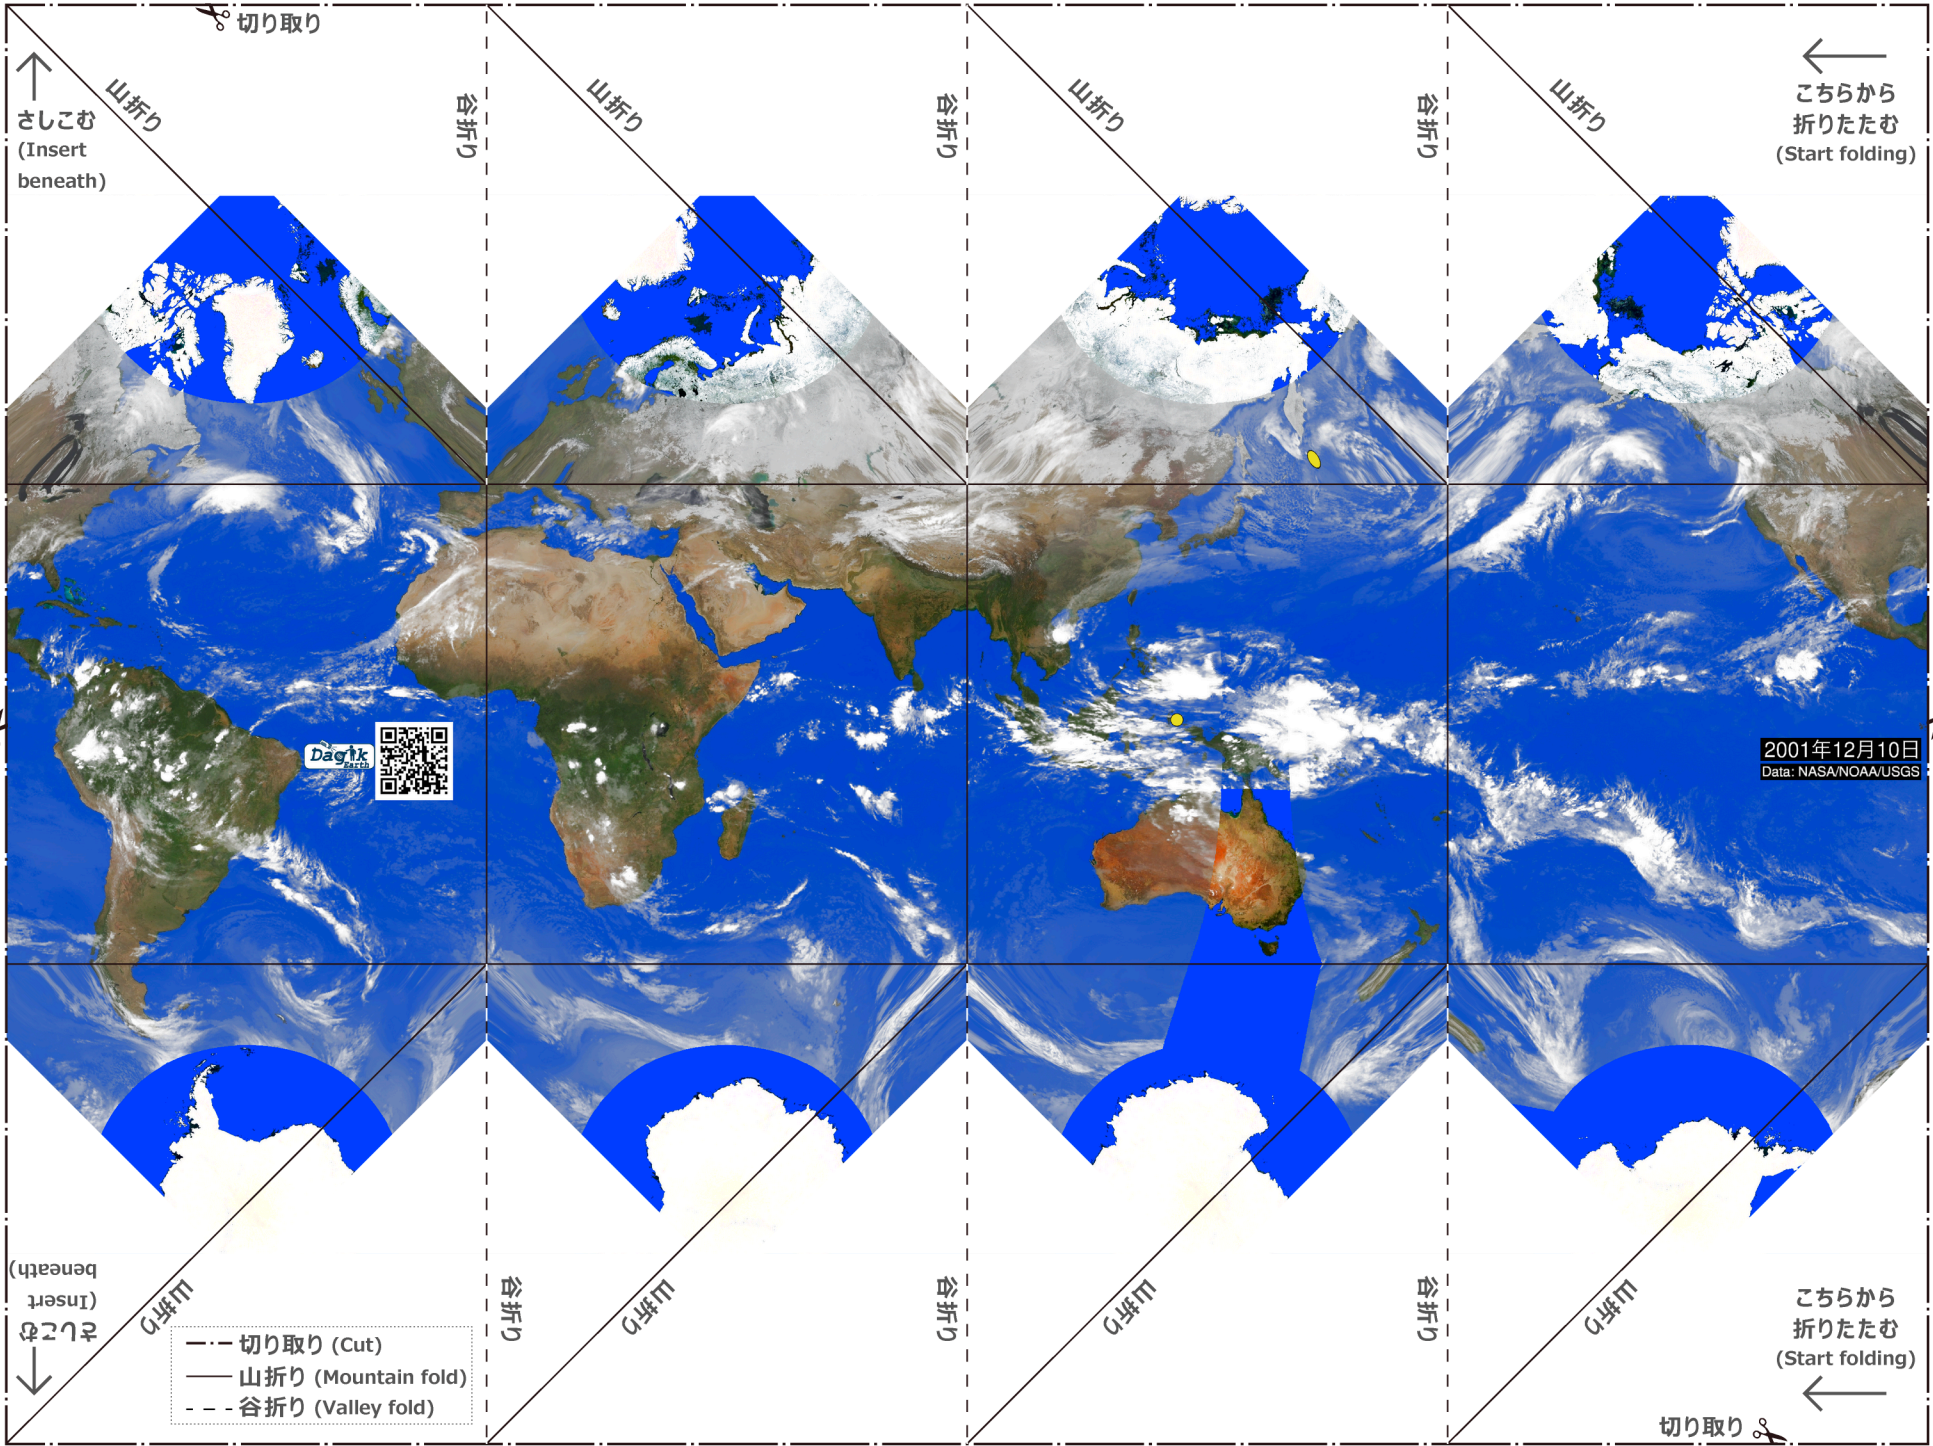 切り取り
山折り
谷折り
山折り
谷折り
山折り
谷折り
山折り
さしこむ
(Insert
beneath)
こちらから
折りたたむ
(Start folding)
Dagik
Earth
2001年12月10日
Data: NASA/NOAA/USGS
さしこむ
(Insert
beneath)
山折り
谷折り
山折り
谷折り
山折り
谷折り
山折り
こちらから
折りたたむ
(Start folding)
切り取り (Cut)
山折り (Mountain fold)
谷折り (Valley fold)
切り取り